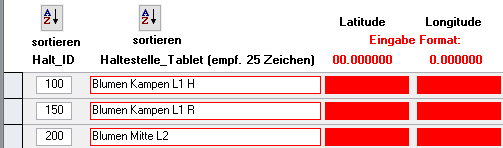 Latitude Longitude
sortieren sortieren Eingabe Format:
Halt_ID Haltestelle_Tablet (empf. 25 Zeichen) 00.000000 0.000000
100 Blumen Kampen L1 H
150 Blumen Kampen L1 R
200 Blumen Mitte L2